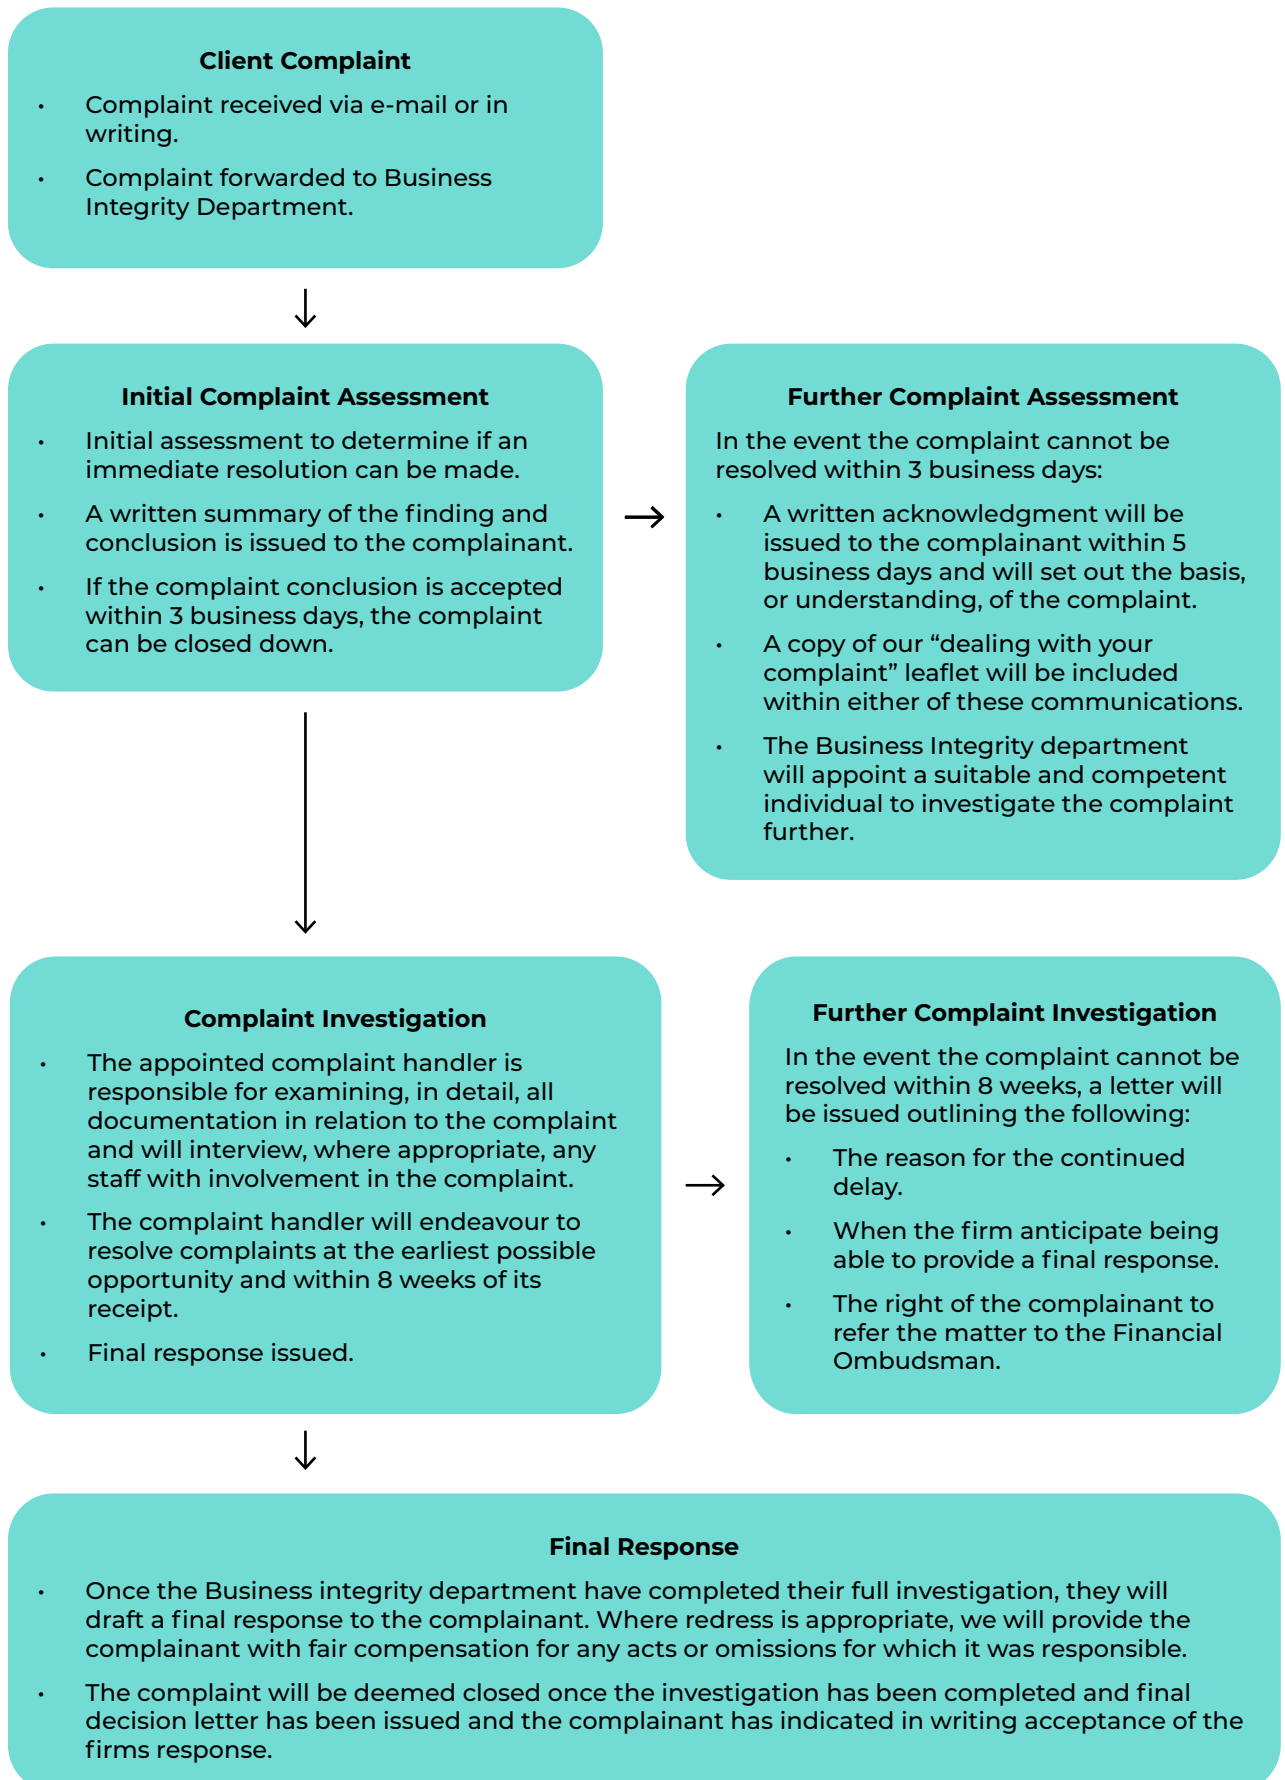 Client Complaint
• Complaint received via e-mail or in
writing.
• Complaint forwarded to Business
Integrity Department.
Initial Complaint Assessment
• Initial assessment to determine if an
immediate resolution can be made.
• A written summary of the finding and
conclusion is issued to the complainant.
• If the complaint conclusion is accepted
within 3 business days, the complaint
can be closed down.
Further Complaint Assessment
In the event the complaint cannot be
resolved within 3 business days:
• A written acknowledgment will be
issued to the complainant within 5
business days and will set out the basis,
or understanding, of the complaint.
• A copy of our “dealing with your
complaint” leaflet will be included
within either of these communications.
• The Business Integrity department
will appoint a suitable and competent
individual to investigate the complaint
further.
Complaint Investigation
• The appointed complaint handler is
responsible for examining, in detail, all
documentation in relation to the complaint
and will interview, where appropriate, any
staff with involvement in the complaint.
• The complaint handler will endeavour to
resolve complaints at the earliest possible
opportunity and within 8 weeks of its
receipt.
• Final response issued.
Further Complaint Investigation
In the event the complaint cannot be
resolved within 8 weeks, a letter will
be issued outlining the following:
• The reason for the continued
delay.
• When the firm anticipate being
able to provide a final response.
• The right of the complainant to
refer the matter to the Financial
Ombudsman.
Final Response
• Once the Business integrity department have completed their full investigation, they will
draft a final response to the complainant. Where redress is appropriate, we will provide the
complainant with fair compensation for any acts or omissions for which it was responsible.
• The complaint will be deemed closed once the investigation has been completed and final
decision letter has been issued and the complainant has indicated in writing acceptance of the
firms response.